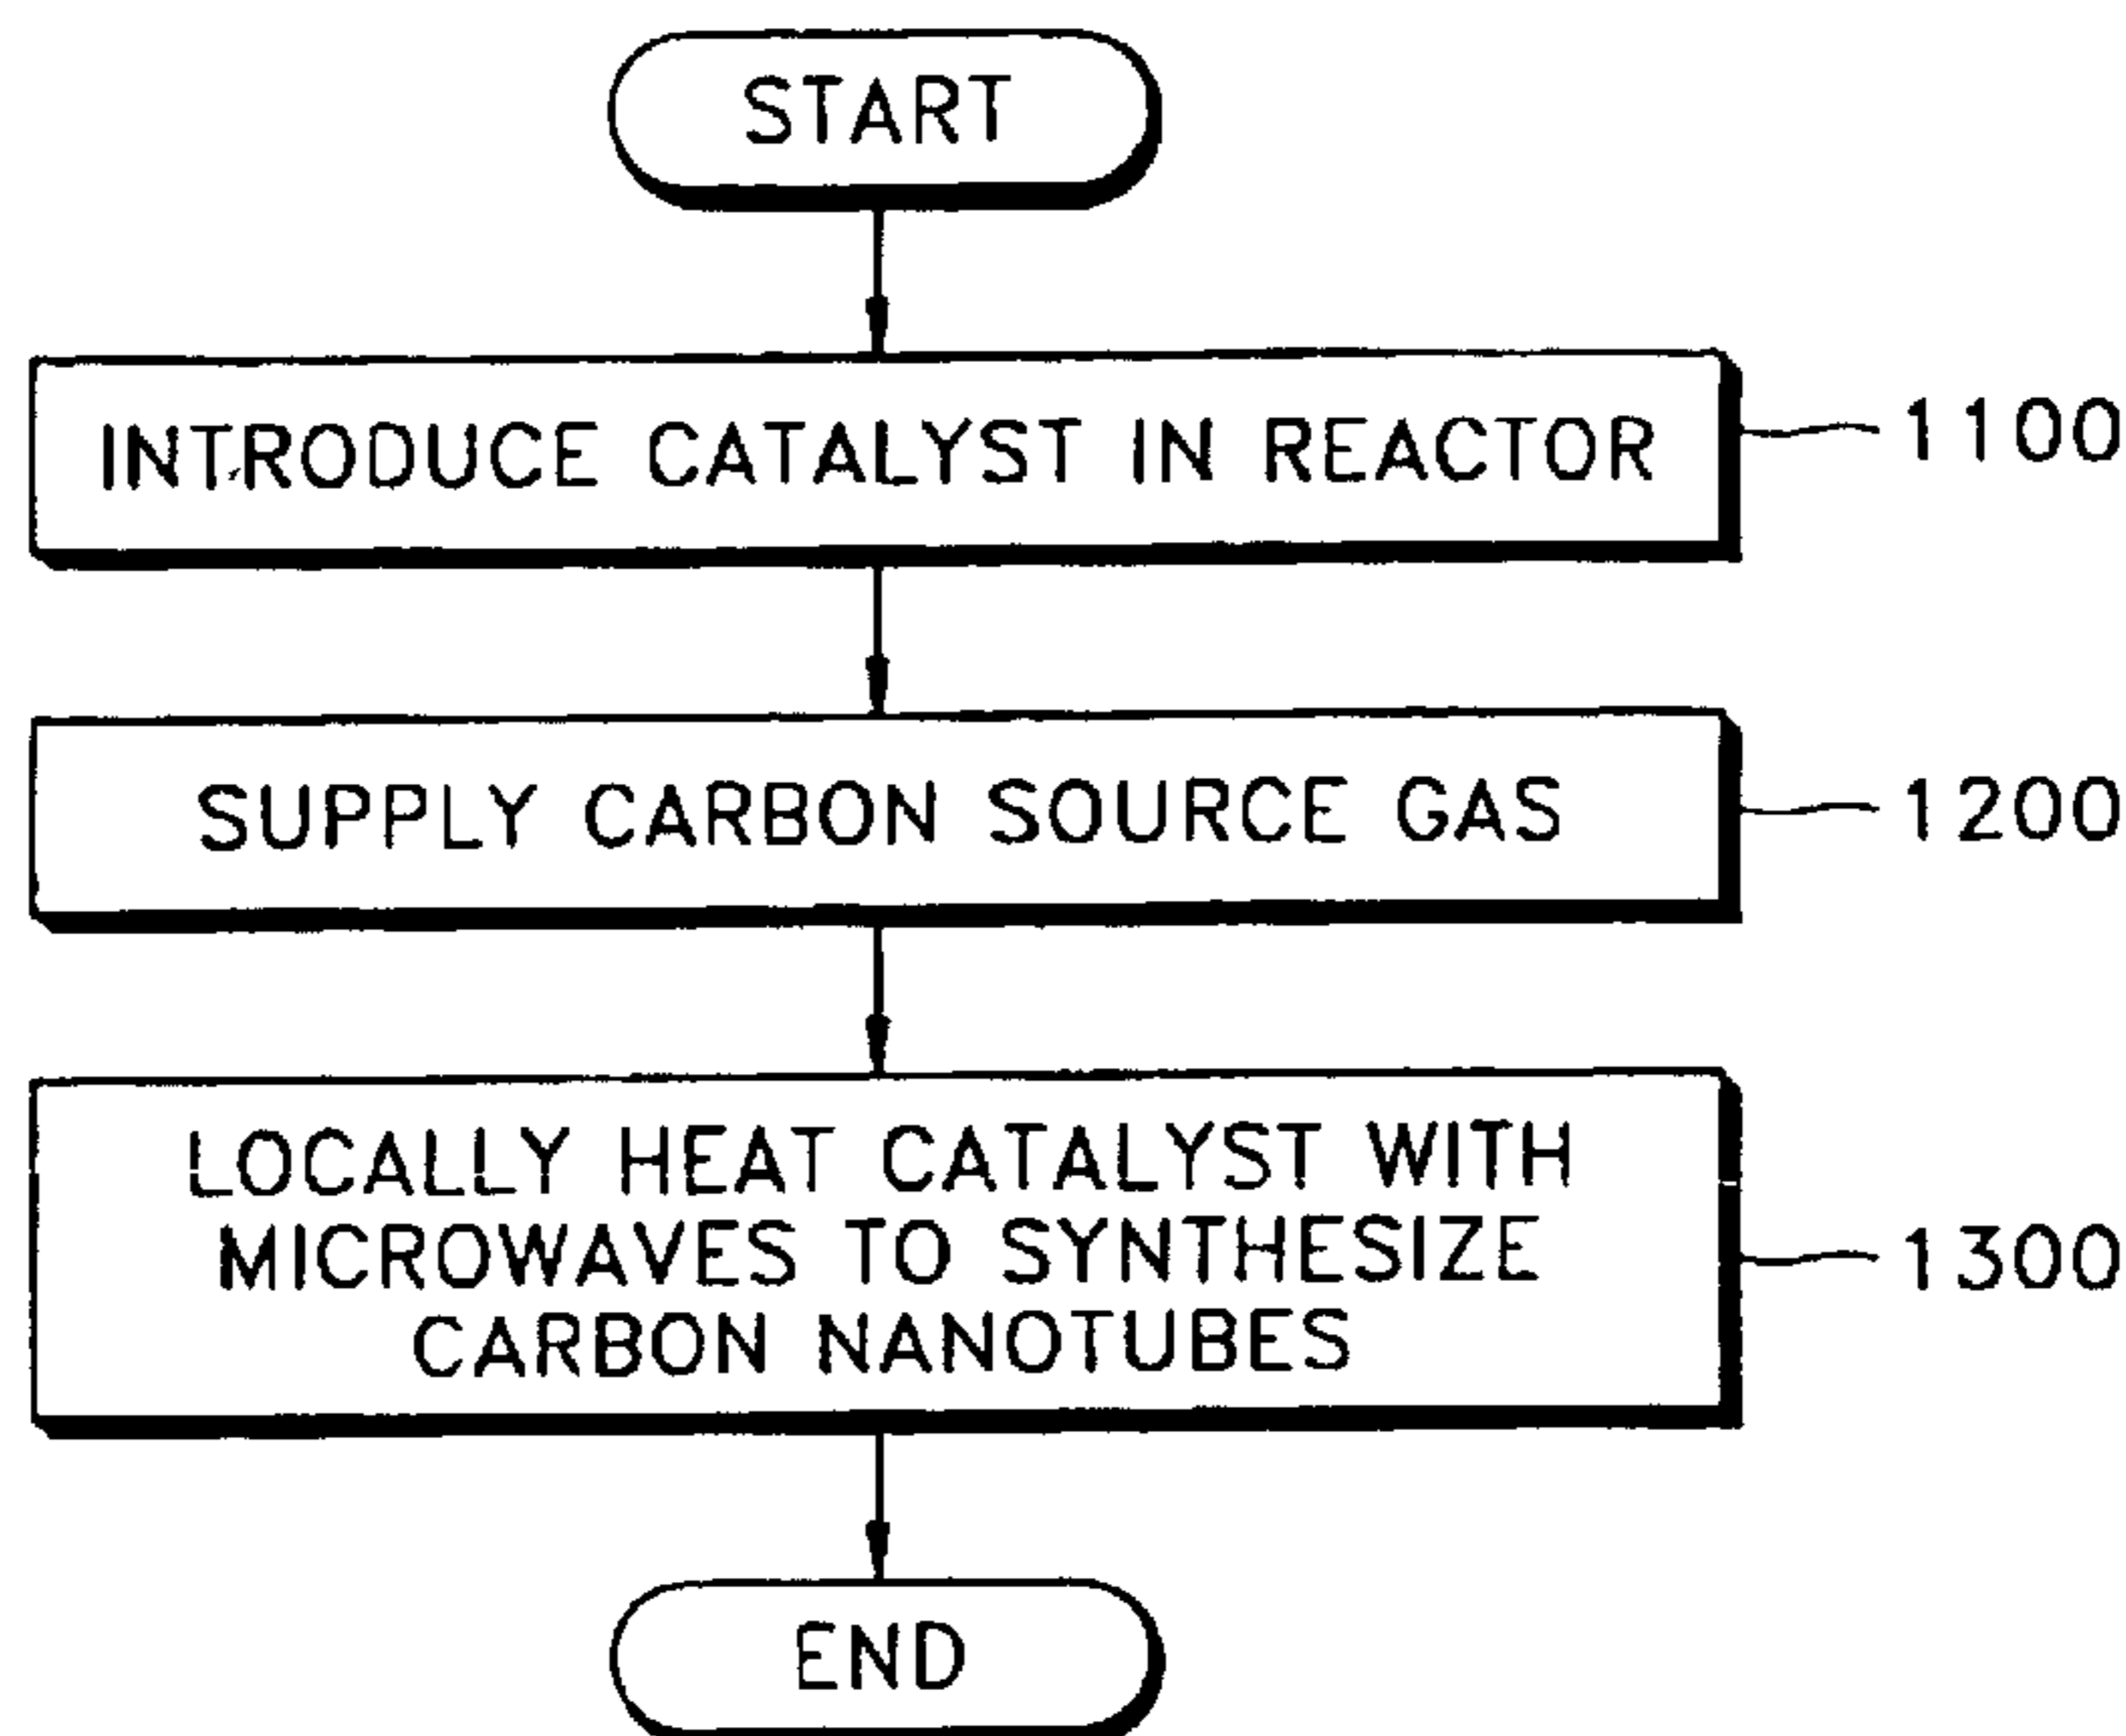 START
INTRODUCE CATALYST IN REACTOR
1100
SUPPLY CARBON SOURCE GAS
1200
LOCALLY HEAT CATALYST WITH
MICROWAVES TO SYNTHESIZE
CARBON NANOTUBES
1300
END